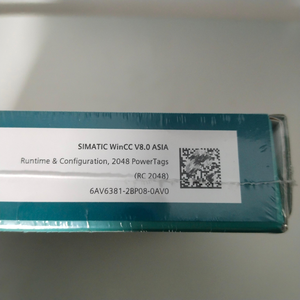 SIMATIC WinCC V8.0 ASIA
Runtime & Configuration, 2048 PowerTags
(RC 2048)
6AV6381-2BP08-0AV0